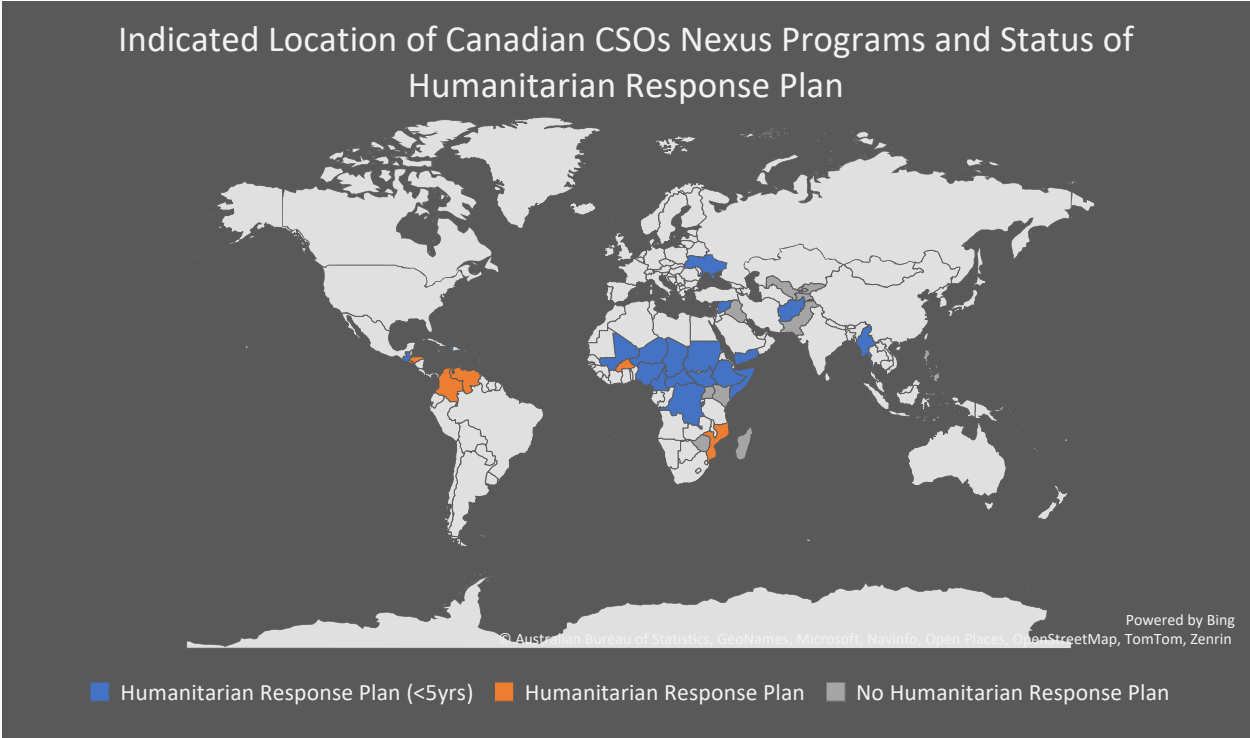 Indicated Location of Canadian CSOs Nexus Programs and Status of
Humanitarian Response Plan
Powered by Bing
© Australian Bureau of Statistics, GeoNames, Microsoft, Navinfo, Open Places, OpenStreetMap, TomTom, Zenrin
Humanitarian Response Plan (<5yrs) Humanitarian Response Plan No Humanitarian Response Plan